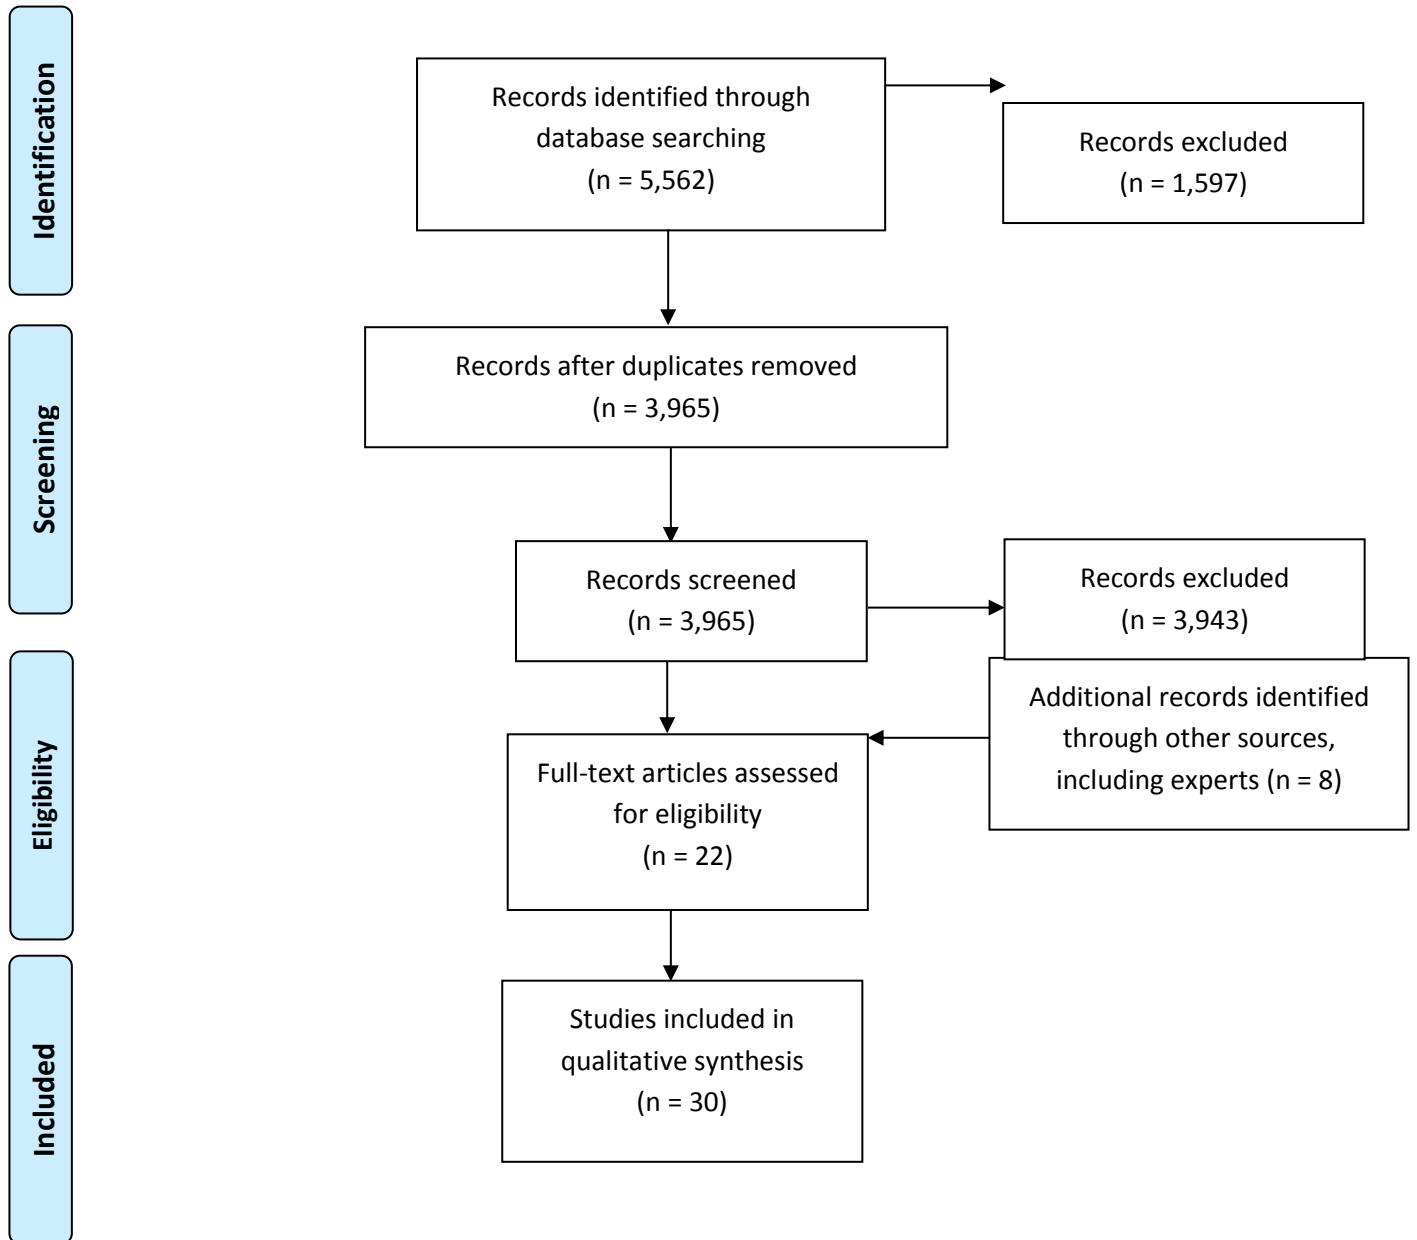 Identification
Records identified through
database searching
(n = 5,562)
Records excluded
(n = 1,597)
Screening
Records after duplicates removed
(n = 3,965)
Records screened
(n = 3,965)
Records excluded
(n = 3,943)
Eligibility
Additional records identified
through other sources,
including experts (n = 8)
Full-text articles assessed
for eligibility
(n = 22)
Included
Studies included in
qualitative synthesis
(n = 30)